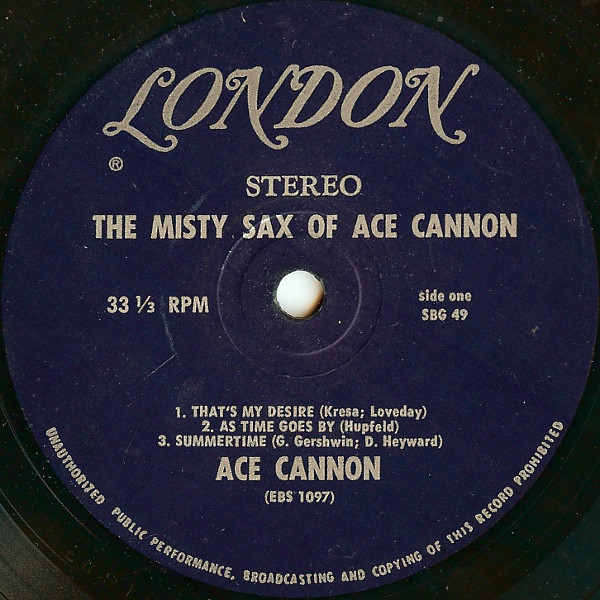 LONDON
®
STEREO
THE MISTY SAX OF ACE CANNON
33 ⅓ RPM
side one
SBG 49
1. THAT'S MY DESIRE (Kresa; Loveday)
2. AS TIME GOES BY (Hupfeld)
3. SUMMERTIME (G. Gershwin; D. Heyward)
ACE CANNON
(EBS 1097)
UNAUTHORIZED PUBLIC PERFORMANCE, BROADCASTING AND COPYING OF THIS RECORD PROHIBITED